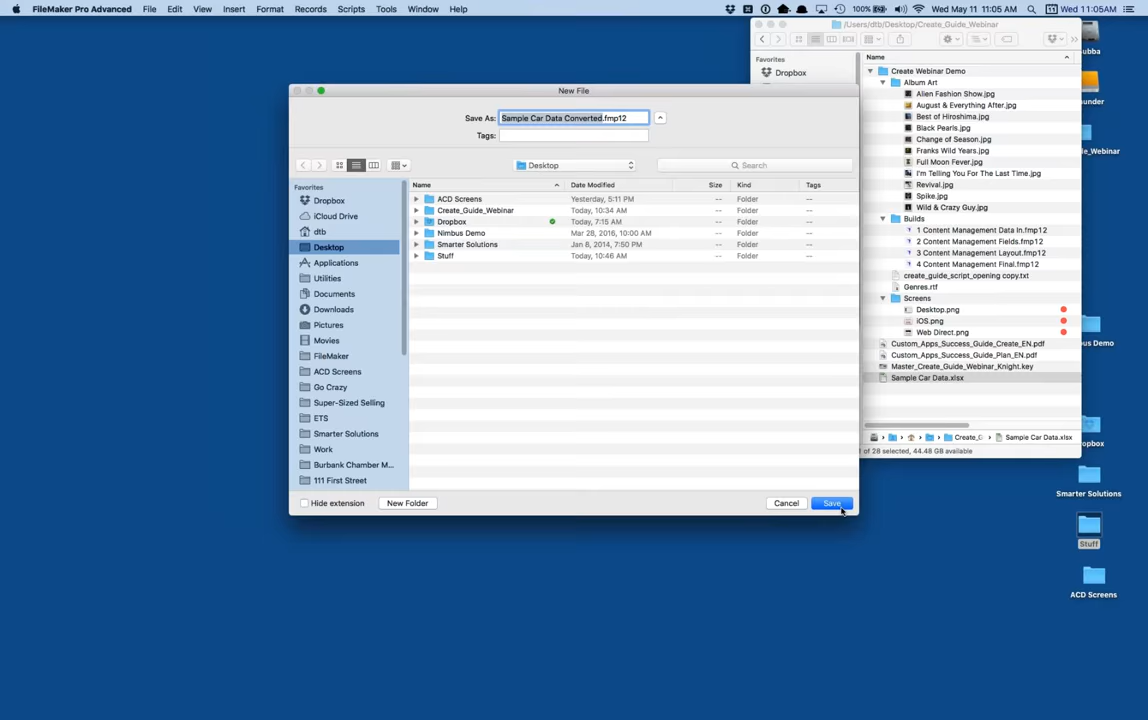 FileMaker Pro Advanced File Edit View Insert Format Records Scripts Tools Window Help 100% Wed May 11 11:05 AM 11 Wed 11:05AM
/Users/dtb/Desktop/Create_Guide_Webinar
Favorites
Dropbox
Name
Create Webinar Demo
Album Art
Alien Fashion Show.jpg
August & Everything After.jpg
Best of Hiroshima.jpg
Black Pearls.jpg
Change of Season.jpg
Franks Wild Years.jpg
Full Moon Fever.jpg
I'm Telling You For The Last Time.jpg
Revival.jpg
Spike.jpg
Wild & Crazy Guy.jpg
Builds
1 Content Management Data In.fmp12
2 Content Management Fields.fmp12
3 Content Management Layout.fmp12
4 Content Management Final.fmp12
create_guide_script_opening copy.txt
Genres.rtf
Screens
Desktop.png
iOS.png
Web Direct.png
Custom_Apps_Success_Guide_Create_EN.pdf
Custom_Apps_Success_Guide_Plan_EN.pdf
Master_Create_Guide_Webinar_Knight.key
Sample Car Data.xlsx
Create_G Sample Car Data.xlsx
of 28 selected, 44.48 GB available
New File
Save As: Sample Car Data Converted.fmp12
Tags:
Desktop
Search
Favorites
Dropbox
iCloud Drive
dtb
Desktop
Applications
Utilities
Documents
Downloads
Pictures
Movies
FileMaker
ACD Screens
Go Crazy
Super-Sized Selling
ETS
Smarter Solutions
Work
Burbank Chamber M...
111 First Street
Name Date Modified Size Kind Tags
ACD Screens Yesterday, 5:11 PM -- Folder
Create_Guide_Webinar Today, 10:34 AM -- Folder
Dropbox Today, 7:15 AM -- Folder
Nimbus Demo Mar 28, 2016, 10:00 AM -- Folder
Smarter Solutions Jan 8, 2014, 7:50 PM -- Folder
Stuff Today, 10:46 AM -- Folder
Hide extension New Folder Cancel Save
ubba
hunder
de_Webinar
us Demo
opbox
Smarter Solutions
Stuff
ACD Screens